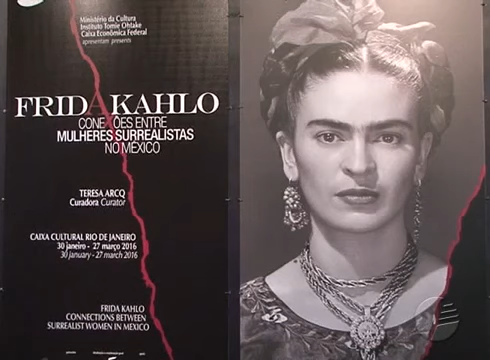 Ministério da Cultura
Instituto Tomie Ohtake
Caixa Econômica Federal
apresentam presents
FRIDA KAHLO
CONEXÕES ENTRE
MULHERES SURREALISTAS
NO MÉXICO
TERESA ARCQ
Curadora Curator
CAIXA CULTURAL RIO DE JANEIRO
30 janeiro - 27 março 2016
30 january - 27 march 2016
FRIDA KAHLO
CONNECTIONS BETWEEN
SURREALIST WOMEN IN MEXICO